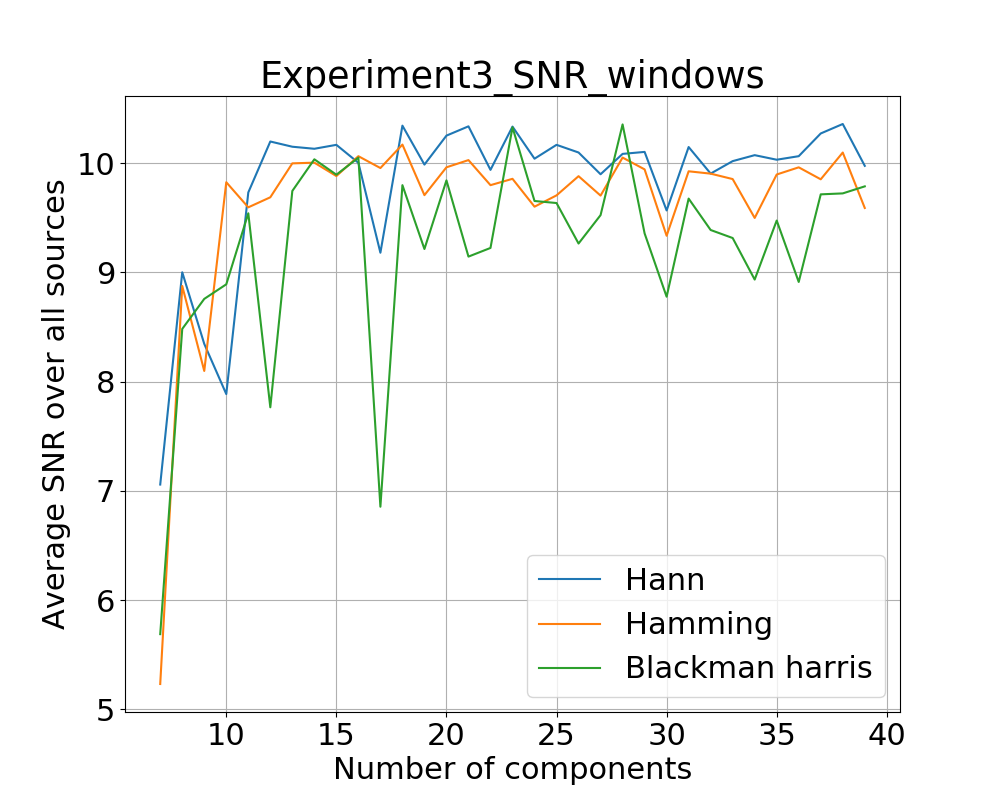 Experiment3_SNR_windows
Average SNR over all sources
10
9
8
7
6
5
Hann
Hamming
Blackman harris
10 15 20 25 30 35 40
Number of components